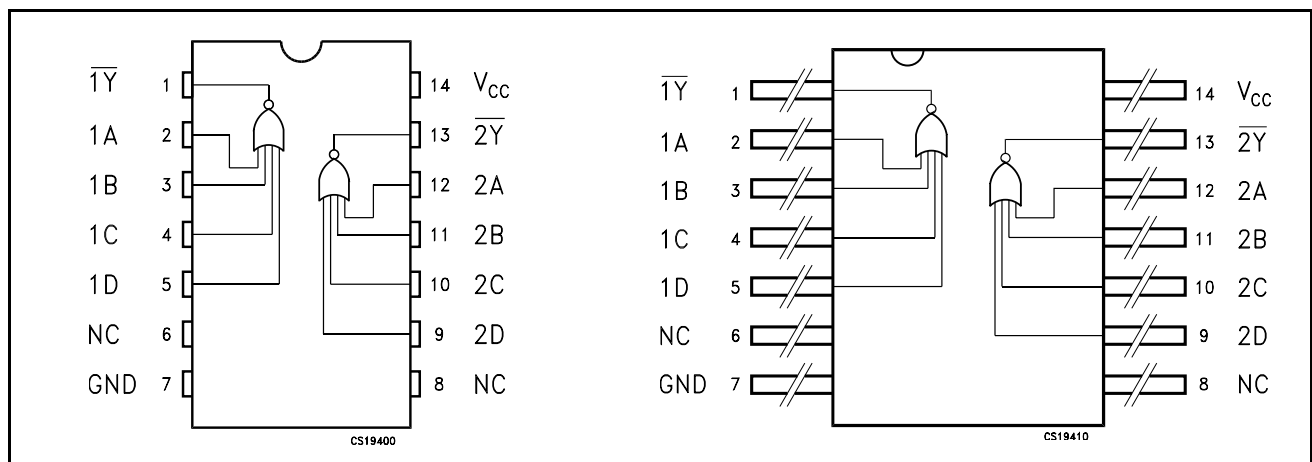 1Y 1 14 VCC
1A 2 13 2Y
1B 3 12 2A
1C 4 11 2B
1D 5 10 2C
NC 6 9 2D
GND 7 8 NC
CS19400
1Y 1 14 VCC
1A 2 13 2Y
1B 3 12 2A
1C 4 11 2B
1D 5 10 2C
NC 6 9 2D
GND 7 8 NC
CS19410